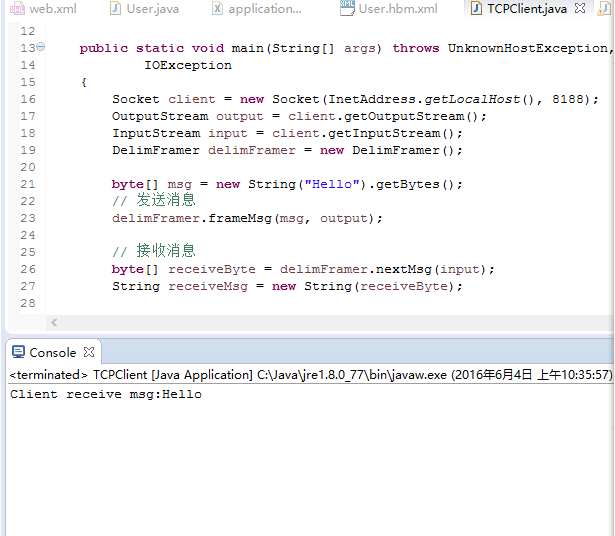 web.xml User.java application... User.hbm.xml TCPClient.java
12
13 public static void main(String[] args) throws UnknownHostException,
14 IOException
15 {
16 Socket client = new Socket(InetAddress.getLocalHost(), 8188);
17 OutputStream output = client.getOutputStream();
18 InputStream input = client.getInputStream();
19 DelimFramer delimFramer = new DelimFramer();
20
21 byte[] msg = new String("Hello").getBytes();
22 // 发送消息
23 delimFramer.frameMsg(msg, output);
24
25 // 接收消息
26 byte[] receiveByte = delimFramer.nextMsg(input);
27 String receiveMsg = new String(receiveByte);
28
Console
<terminated> TCPClient [Java Application] C:\Java\jre1.8.0_77\bin\javaw.exe (2016年6月4日 上午10:35:57)
Client receive msg:Hello